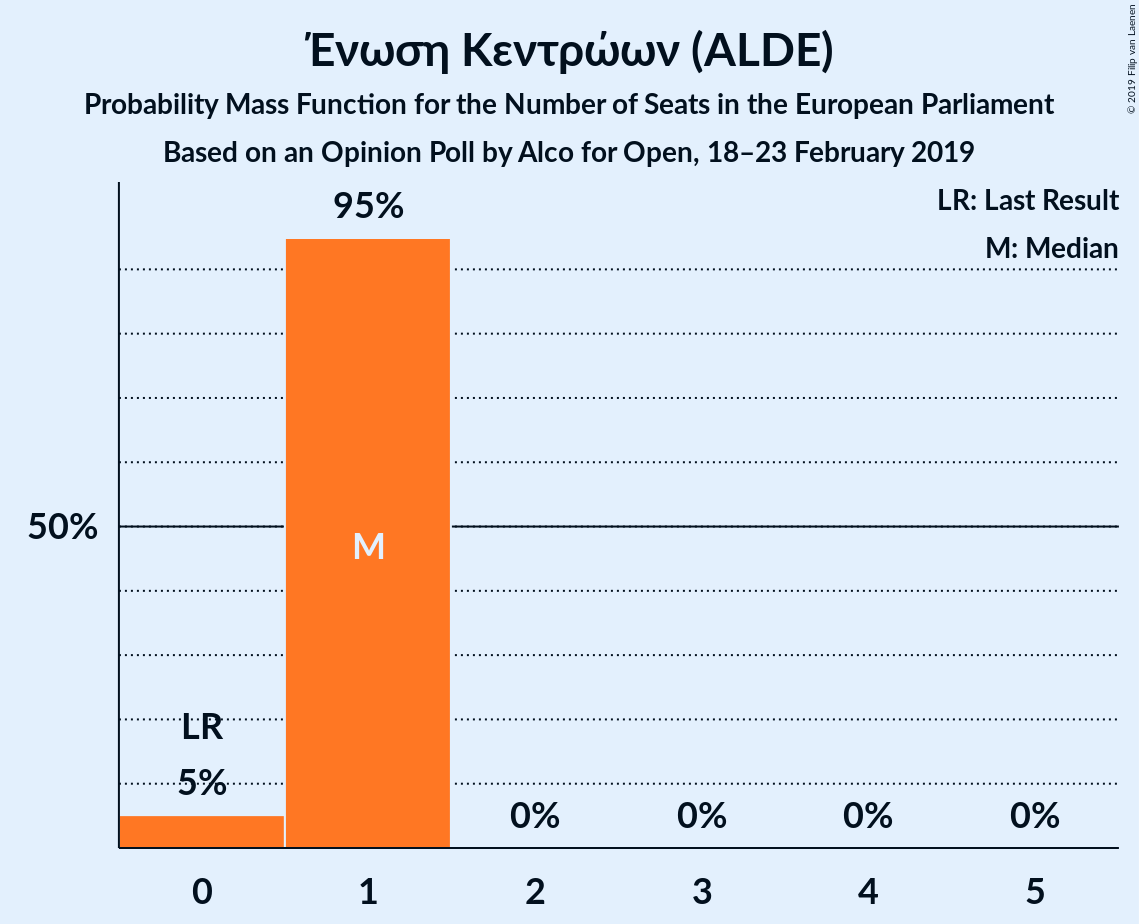 Ένωση Κεντρώων (ALDE)
Probability Mass Function for the Number of Seats in the European Parliament
Based on an Opinion Poll by Alco for Open, 18–23 February 2019
© 2019 Filip van Laenen
LR: Last Result
M: Median
95%
50%
M
LR
5%
0% 0% 0% 0%
0 1 2 3 4 5